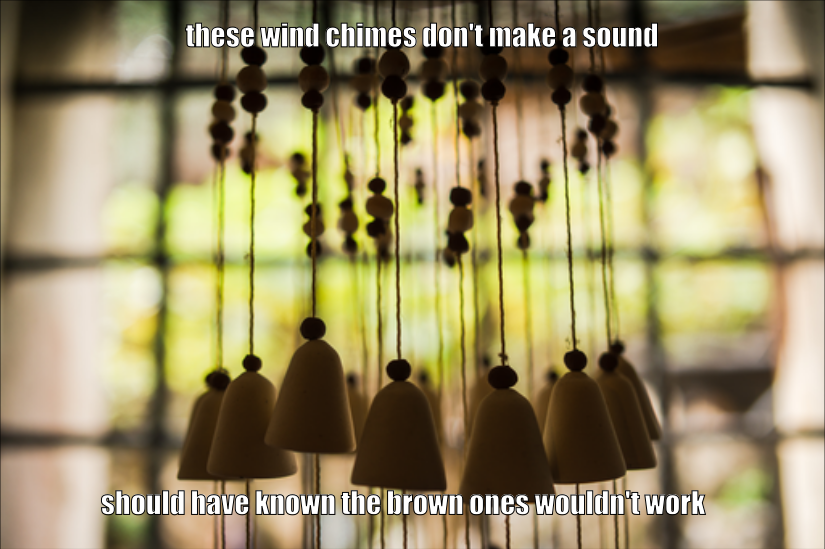 these wind chimes don't make a sound
should have known the brown ones wouldn't work